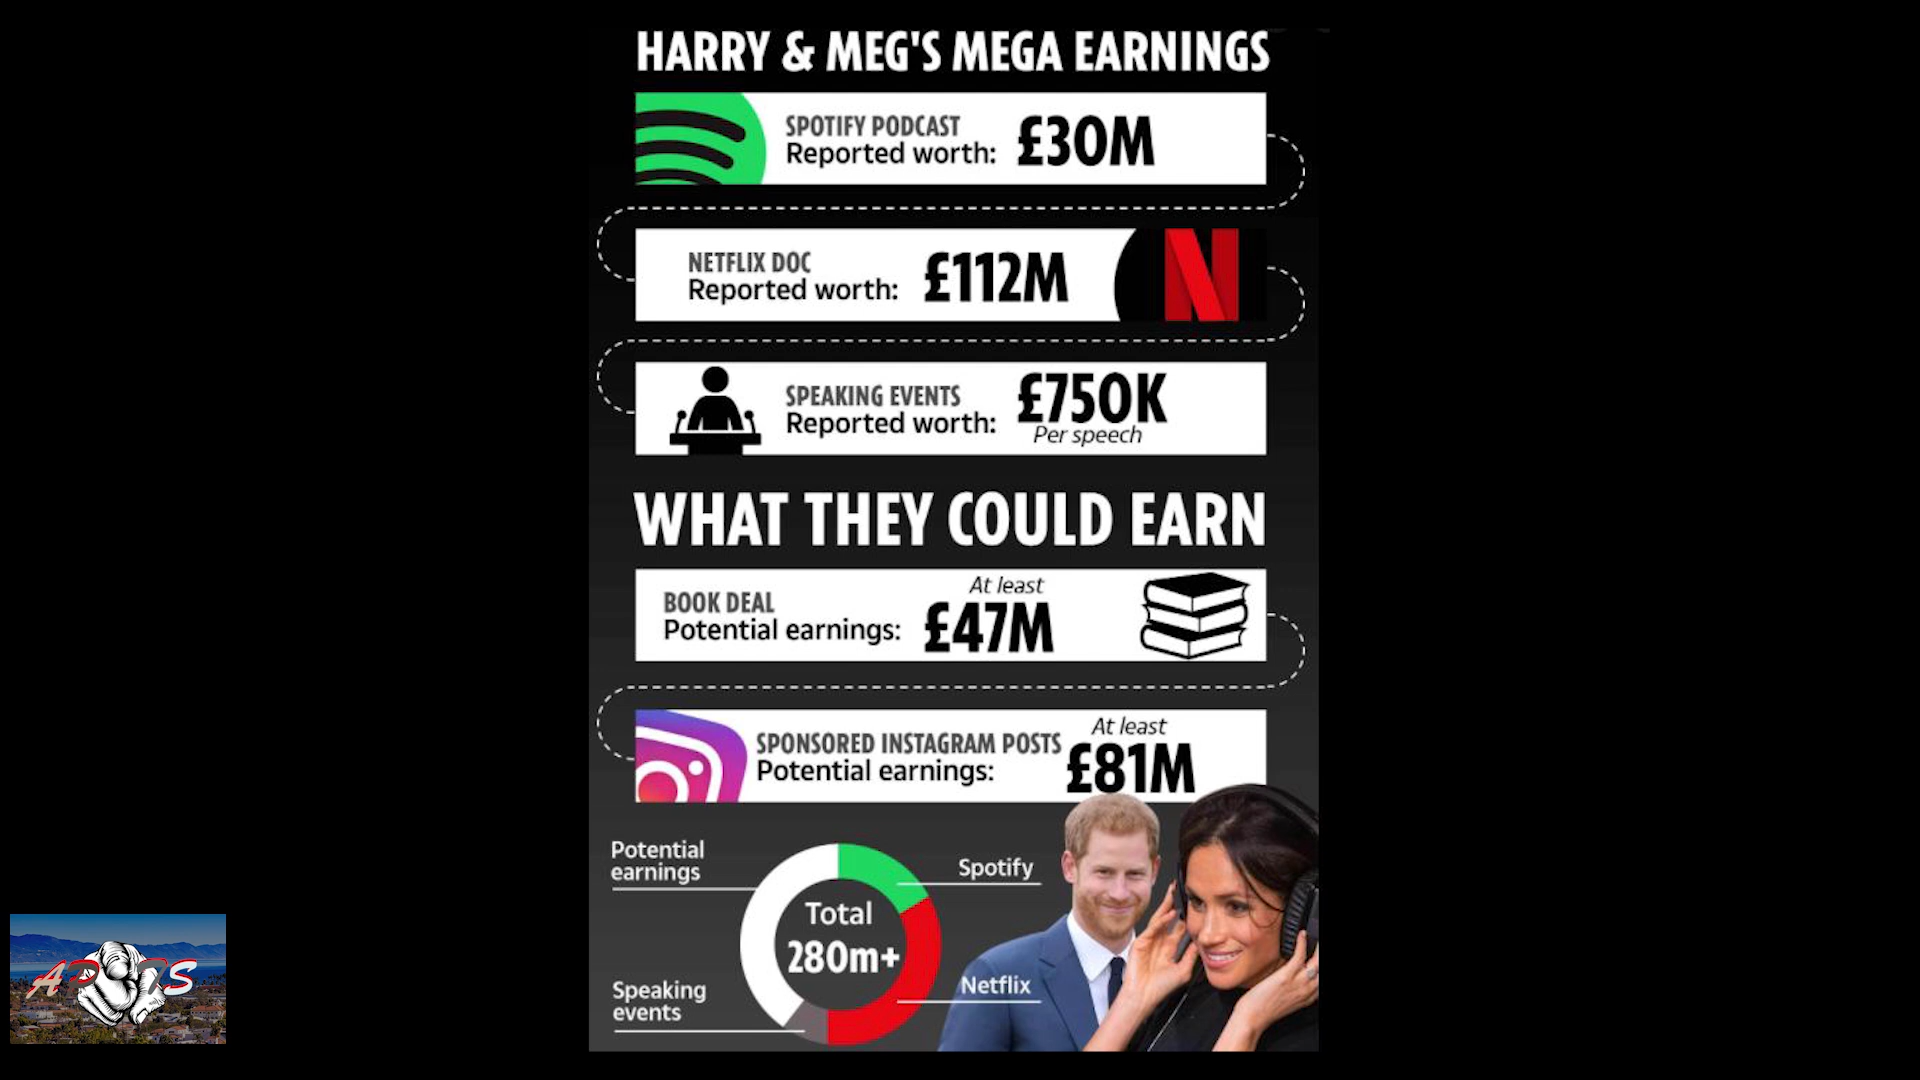 HARRY & MEG'S MEGA EARNINGS
SPOTIFY PODCAST
Reported worth: £30M
NETFLIX DOC
Reported worth: £112M
N
SPEAKING EVENTS
Reported worth: £750K
Per speech
WHAT THEY COULD EARN
At least
BOOK DEAL
Potential earnings: £47M
At least
SPONSORED INSTAGRAM POSTS
Potential earnings: £81M
Potential
earnings
Spotify
Total
280m+
Netflix
Speaking
events